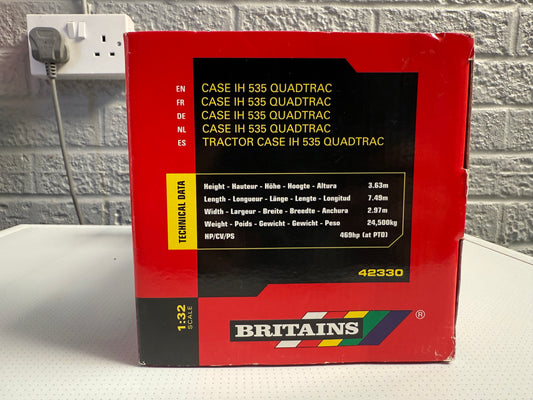 EN CASE IH 535 QUADTRAC
FR CASE IH 535 QUADTRAC
DE CASE IH 535 QUADTRAC
NL CASE IH 535 QUADTRAC
ES TRACTOR CASE IH 535 QUADTRAC
TECHNICAL DATA
Height - Hauteur - Höhe - Hoogte - Altura 3.63m
Length - Longueur - Länge - Lengte - Longitud 7.49m
Width - Largeur - Breite - Breedte - Anchura 2.97m
Weight - Poids - Gewicht - Gewicht - Peso 24,500kg
HP/CV/PS 469hp (at PTO)
42330
1:32
SCALE
BRITAINS ®